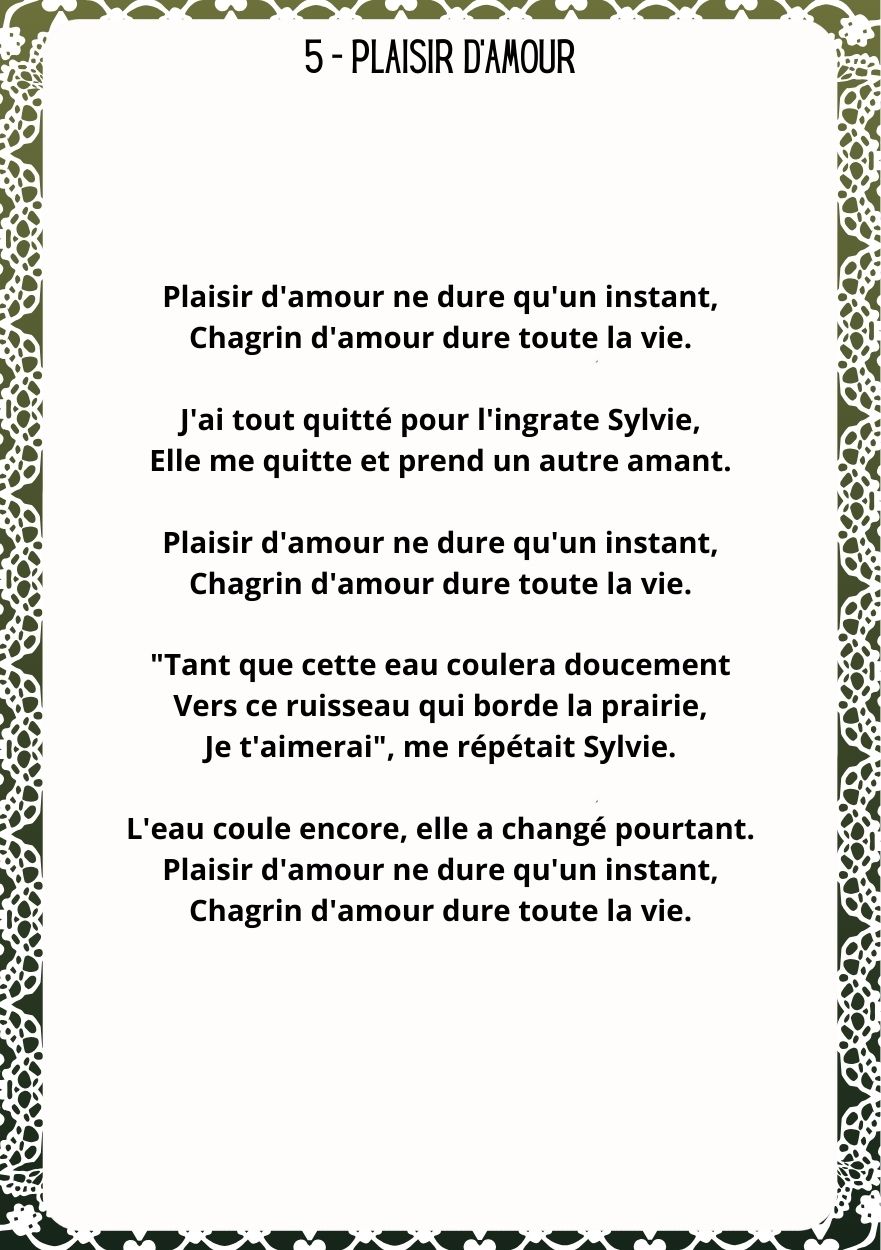 5 - PLAISIR D'AMOUR
Plaisir d'amour ne dure qu'un instant,
Chagrin d'amour dure toute la vie.
J'ai tout quitté pour l'ingrate Sylvie,
Elle me quitte et prend un autre amant.
Plaisir d'amour ne dure qu'un instant,
Chagrin d'amour dure toute la vie.
"Tant que cette eau coulera doucement
Vers ce ruisseau qui borde la prairie,
Je t'aimerai", me répétait Sylvie.
L'eau coule encore, elle a changé pourtant.
Plaisir d'amour ne dure qu'un instant,
Chagrin d'amour dure toute la vie.